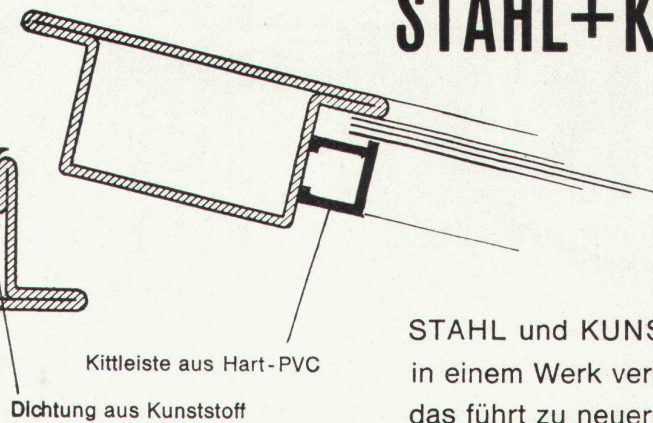 STAHL+K
Kittleiste aus Hart-PVC
Dichtung aus Kunststoff
STAHL und KUNS
in einem Werk ver
das führt zu neuer